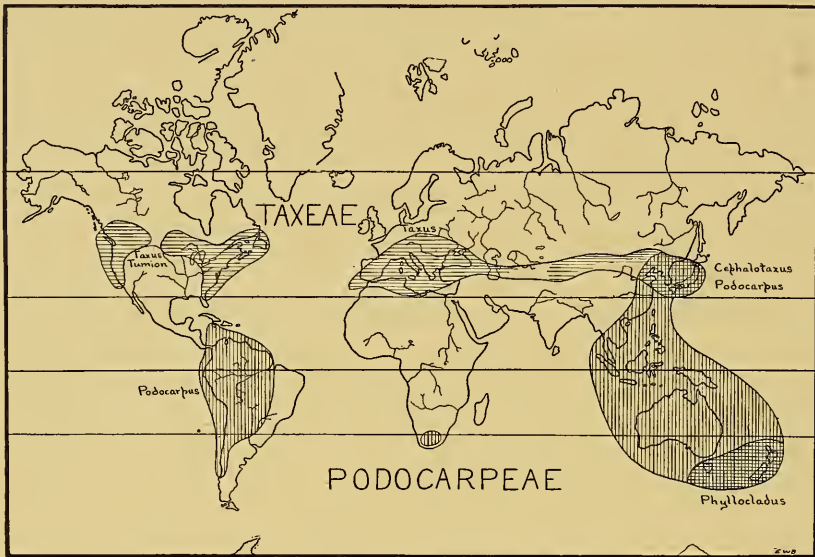 TAXEAE
Taxus
Taxus
Tumion
Cephalotaxus
Podocarpus
Podocarpus
PODOCARPEAE
Phyllocladus